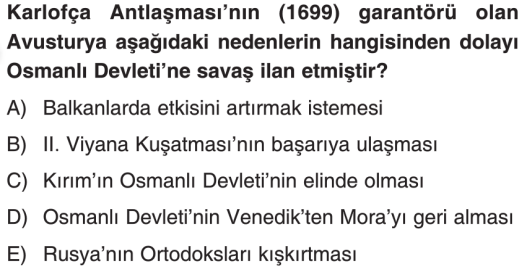 Karlofça Antlaşması’nın (1699) garantörü olan
Avusturya aşağıdaki nedenlerin hangisinden dolayı
Osmanlı Devleti’ne savaş ilan etmiştir?
A) Balkanlarda etkisini artırmak istemesi
B) II. Viyana Kuşatması’nın başarıya ulaşması
C) Kırım’ın Osmanlı Devleti’nin elinde olması
D) Osmanlı Devleti’nin Venedik’ten Mora’yı geri alması
E) Rusya’nın Ortodoksları kışkırtması